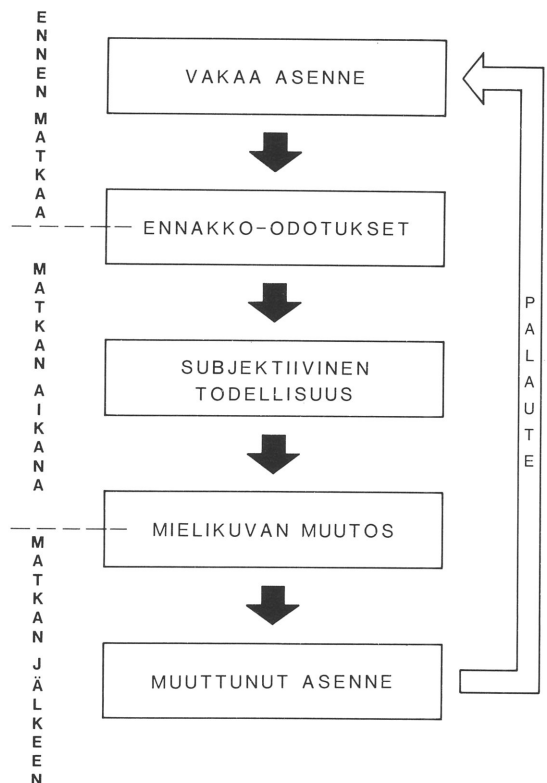 ENNEN MATKAA
VAKAA ASENNE
ENNAKKO-ODOTUKSET
MATKAN AIKANA
SUBJEKTIIVINEN
TODELLISUUS
PALAUTE
MIELIKUVAN MUUTOS
MATKAN JÄLKEEN
MUUTTUNUT ASENNE